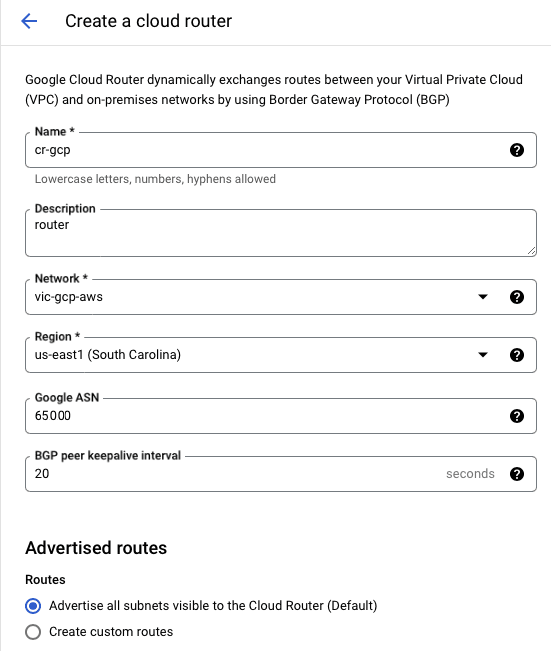 Create a cloud router
Google Cloud Router dynamically exchanges routes between your Virtual Private Cloud
(VPC) and on-premises networks by using Border Gateway Protocol (BGP)
Name *
cr-gcp
Lowercase letters, numbers, hyphens allowed
Description
router
Network *
vic-gcp-aws
Region *
us-east1 (South Carolina)
Google ASN
65000
BGP peer keepalive interval
20 seconds
Advertised routes
Routes
Advertise all subnets visible to the Cloud Router (Default)
Create custom routes